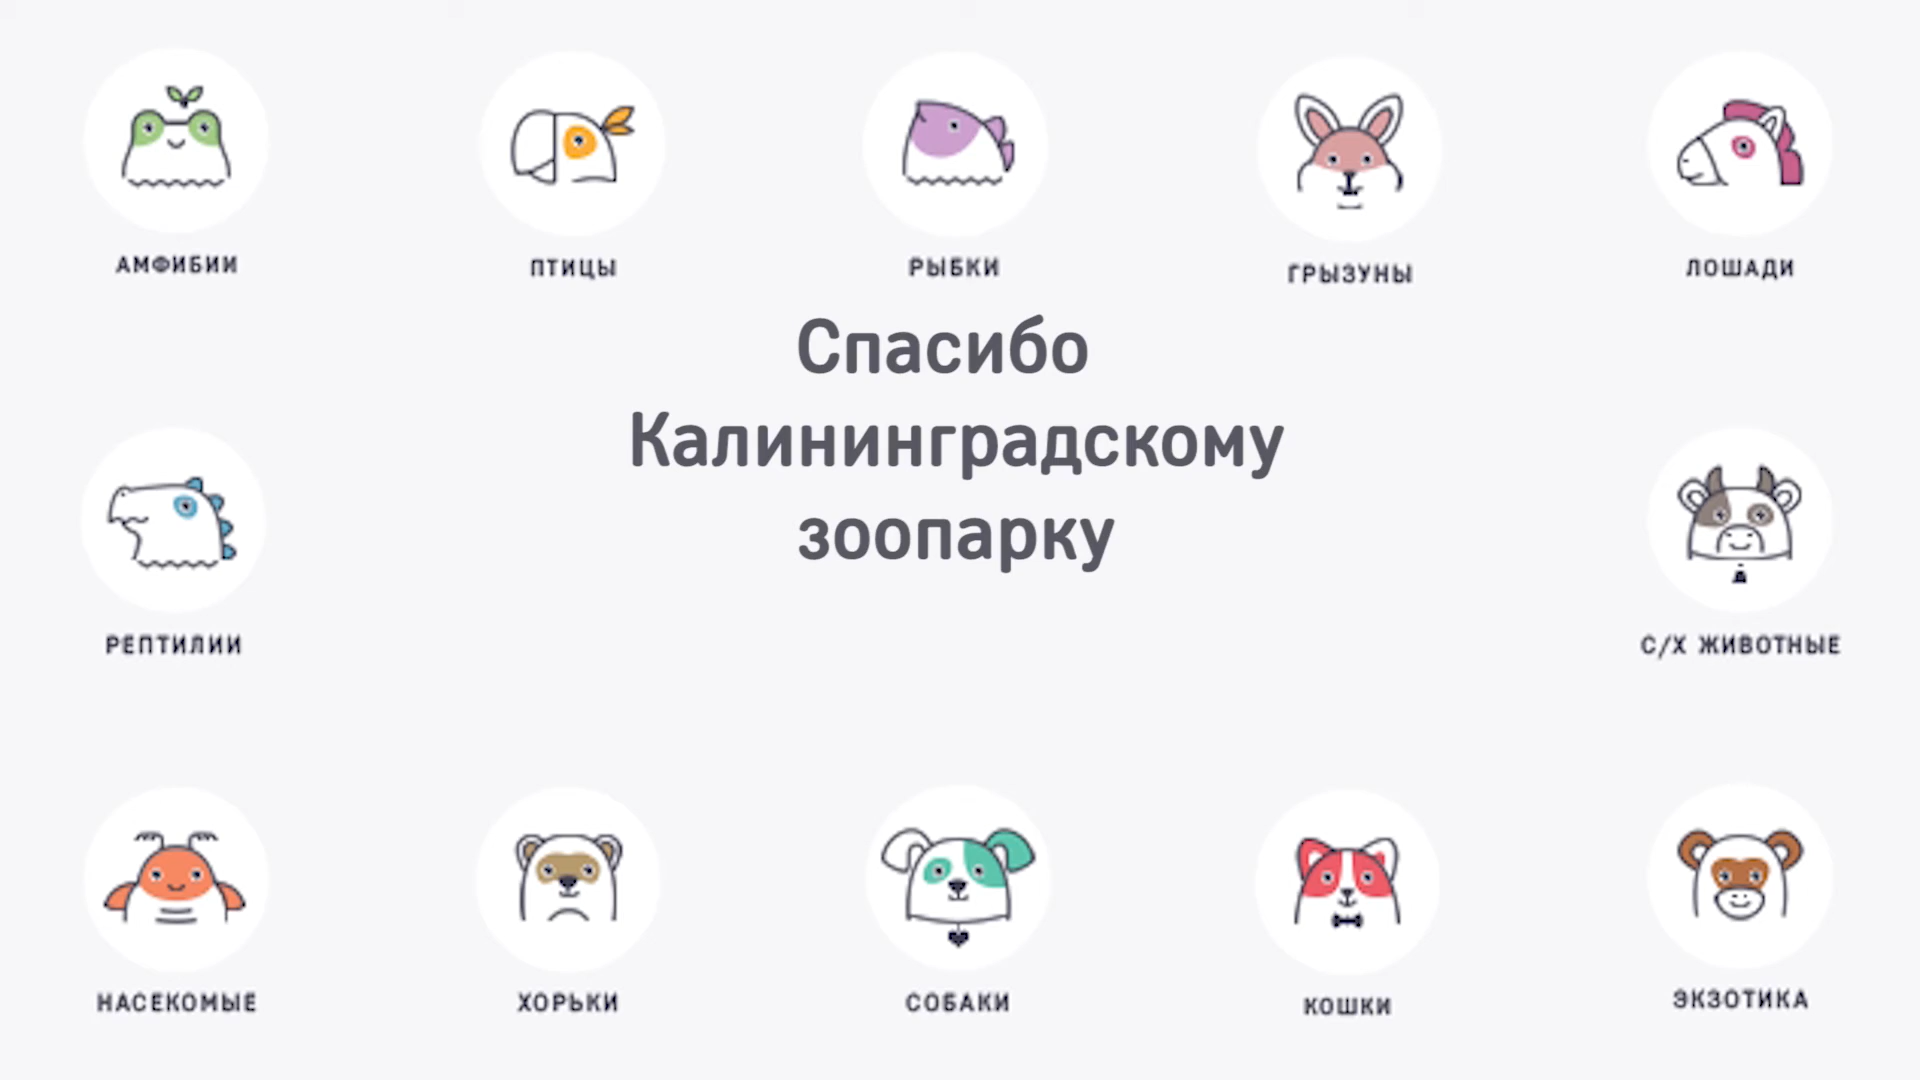 АМФИБИИ
ПТИЦЫ
РЫБКИ
ГРЫЗУНЫ
ЛОШАДИ
Спасибо
Калининградскому
зоопарку
РЕПТИЛИИ
С/Х ЖИВОТНЫЕ
НАСЕКОМЫЕ
ХОРЬКИ
СОБАКИ
КОШКИ
ЭКЗОТИКА